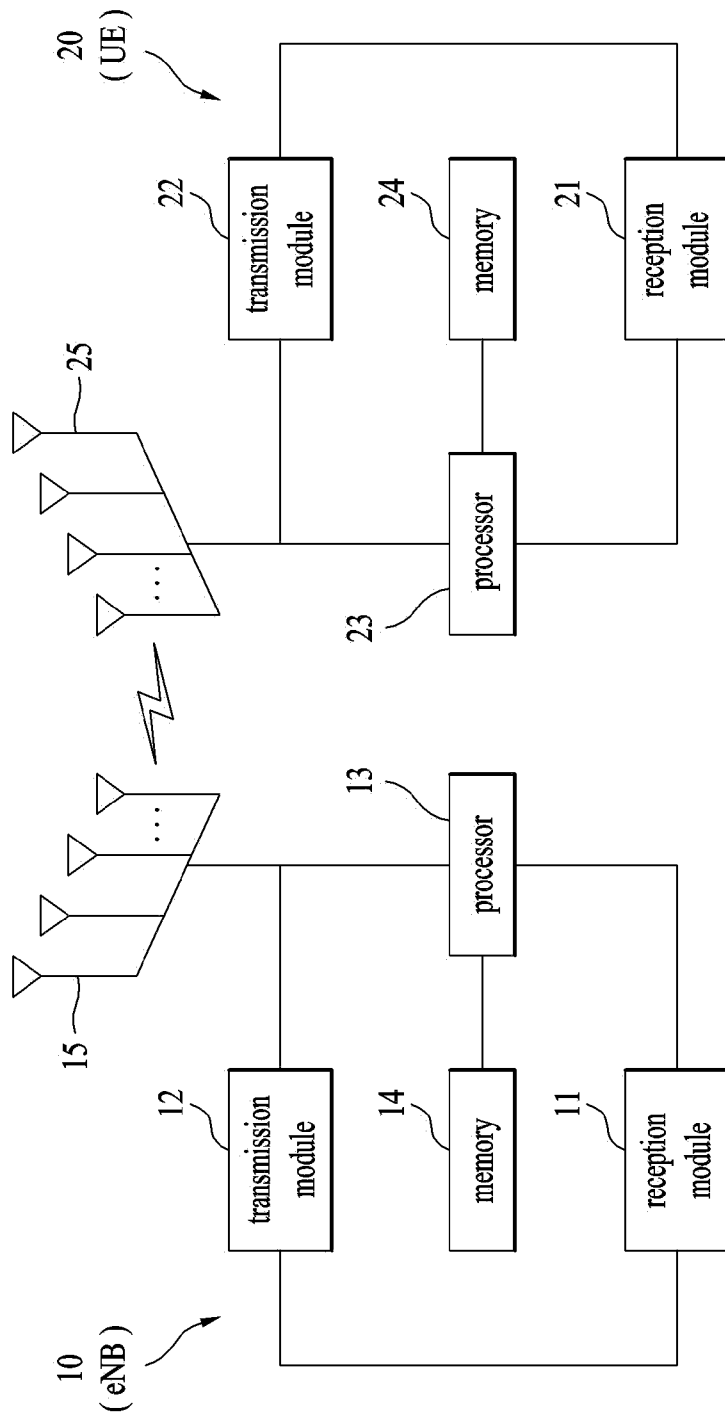 10
( eNB )
15
12
transmission
module
14
memory
11
reception
module
13
processor
. . .
20
( UE )
25
. . .
22
transmission
module
24
memory
21
reception
module
23
processor